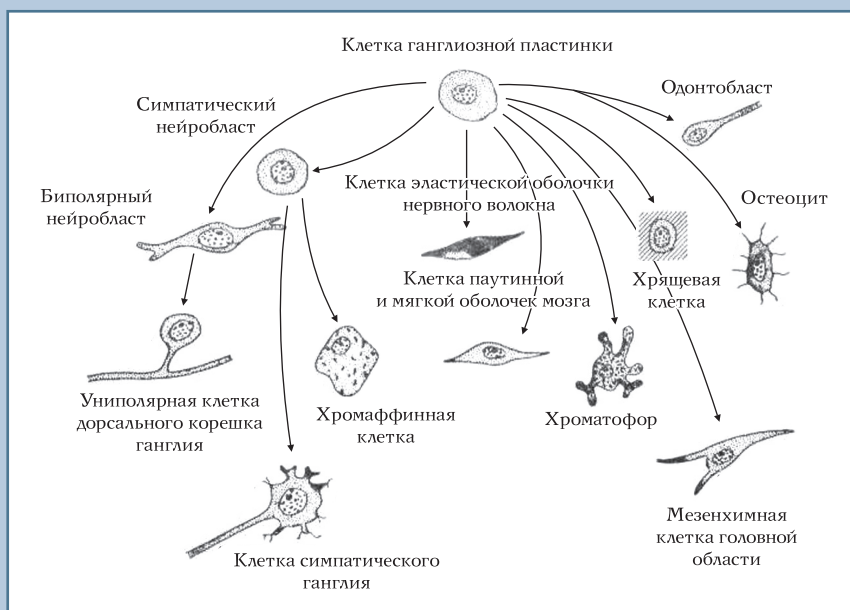 Клетка ганглиозной пластинки
Симпатический
нейробласт
Одонтобласт
Биполярный
нейробласт
Клетка эластической оболочки
нервного волокна
Остеоцит
Клетка паутинной
и мягкой оболочек мозга
Хрящевая
клетка
Униполярная клетка
дорсального корешка
ганглия
Хромаффинная
клетка
Хроматофор
Мезенхимная
клетка головной
области
Клетка симпатического
ганглия